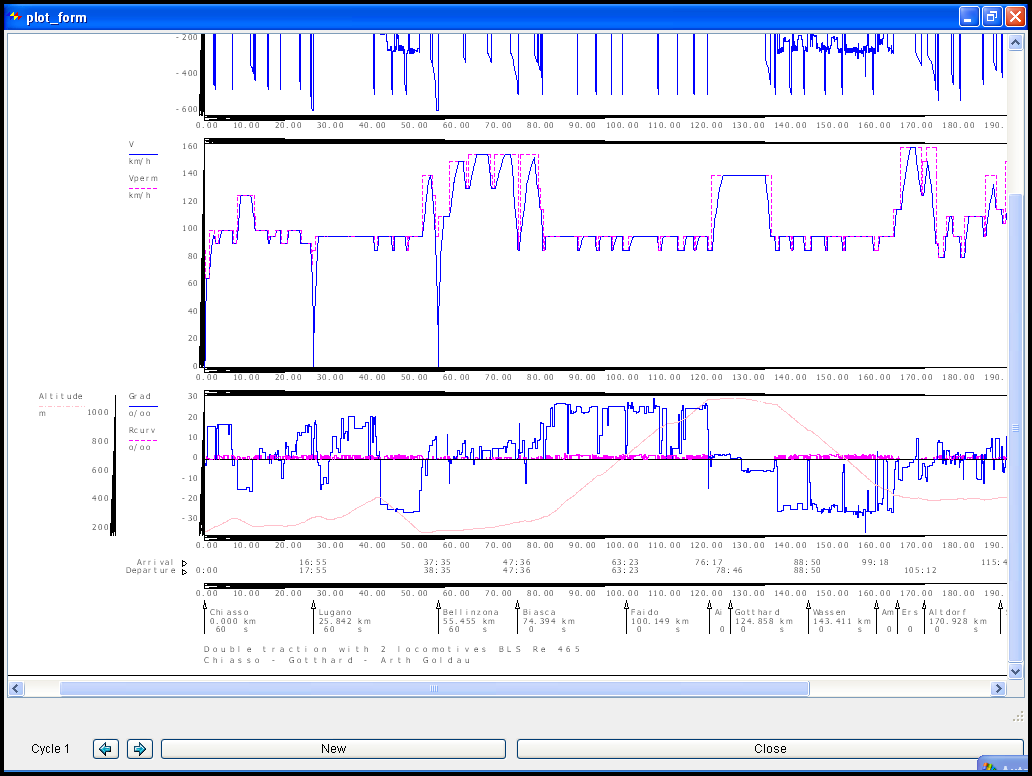 plot_form
- 200
- 400
- 600
0.00 10.00 20.00 30.00 40.00 50.00 60.00 70.00 80.00 90.00 100.00 110.00 120.00 130.00 140.00 150.00 160.00 170.00 180.00 190.
V
km/h
Vperm
km/h
160
140
120
100
80
60
40
20
0
0.00 10.00 20.00 30.00 40.00 50.00 60.00 70.00 80.00 90.00 100.00 110.00 120.00 130.00 140.00 150.00 160.00 170.00 180.00 190.
Altitude
m
1000
800
600
400
200
Grad
o/oo
Rcurv
o/oo
30
20
10
0
- 10
- 20
- 30
0.00 10.00 20.00 30.00 40.00 50.00 60.00 70.00 80.00 90.00 100.00 110.00 120.00 130.00 140.00 150.00 160.00 170.00 180.00 190.
Arrival 16:55 37:35 47:36 63:23 76:17 88:50 99:18 115:4
Departure 0:00 17:55 38:35 47:36 63:23 78:46 88:50 105:12
0.00 10.00 20.00 30.00 40.00 50.00 60.00 70.00 80.00 90.00 100.00 110.00 120.00 130.00 140.00 150.00 160.00 170.00 180.00 190.
Chiasso Lugano Bellinzona Biasca Faido Ai Gotthard Wassen Am Ers Altdorf
0.000 km 25.842 km 55.455 km 74.394 km 100.149 km 124.858 km 143.411 km 170.928 km
60 s 60 s 60 s 0 s 0 s 0 0 s 0 s 0 0 0 s
Double traction with 2 locomotives BLS Re 465
Chiasso - Gotthard - Arth Goldau
Cycle 1
New
Close